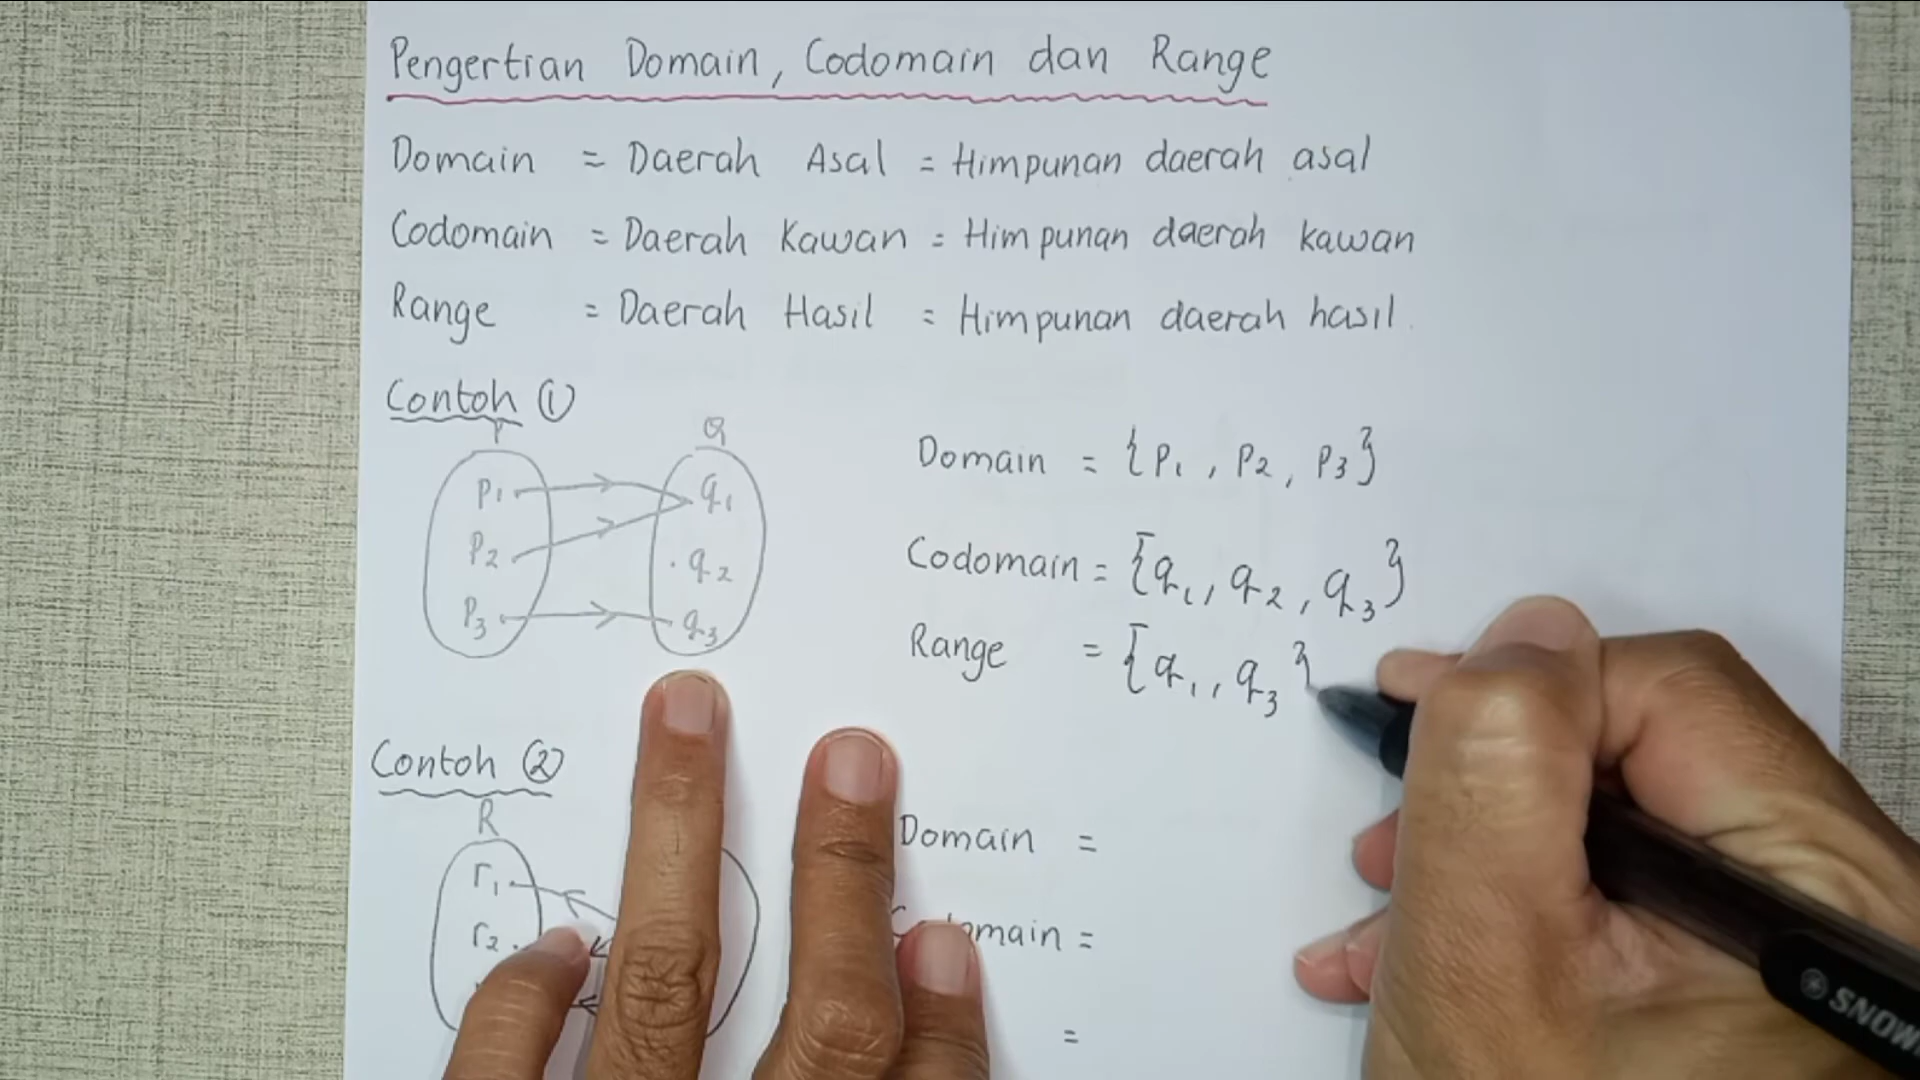 Pengertian Domain, Codomain dan Range
Domain = Daerah Asal = Himpunan daerah asal
Codomain = Daerah Kawan = Himpunan daerah kawan
Range = Daerah Hasil = Himpunan daerah hasil
Contoh ①
P Q
p₁ q₁
p₂ q₂
p₃ q₃
Domain = {p₁, p₂, p₃}
Codomain = {q₁, q₂, q₃}
Range = {q₁, q₃}
Contoh ②
R
r₁
r₂
Domain =
Codomain =
=